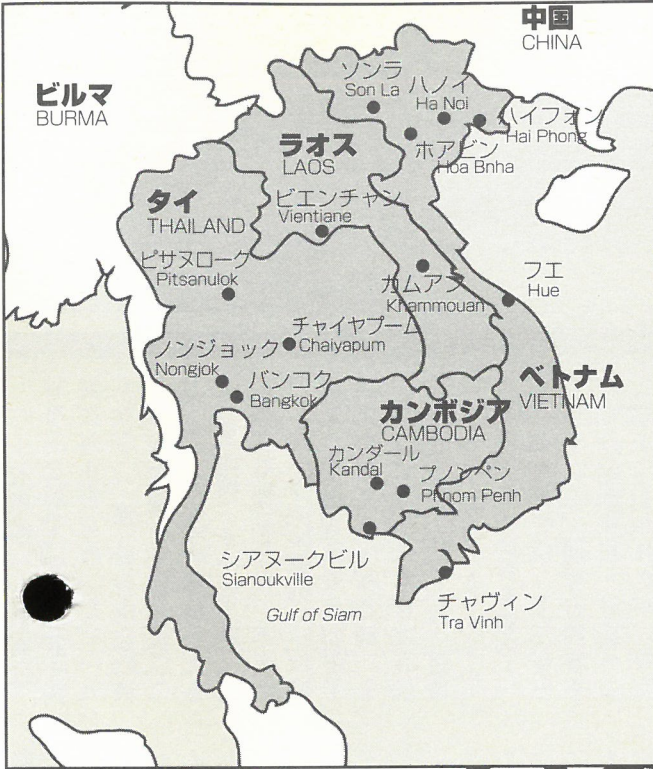 中国
CHINA
ビルマ
BURMA
ソンラ
Son La
ハノイ
Ha Noi
ハイフォン
Hai Phong
ホアビン
Hoa Bnha
ラオス
LAOS
タイ
THAILAND
ビエンチャン
Vientiane
ピサヌローク
Pitsanulok
カムアン
Khammouan
フエ
Hue
チャイヤプーム
Chaiyapum
ノンジョック
Nongjok
バンコク
Bangkok
ベトナム
VIETNAM
カンボジア
CAMBODIA
カンダール
Kandal
プノンペン
Phnom Penh
シアヌークビル
Sianoukville
Gulf of Siam
チャヴィン
Tra Vinh